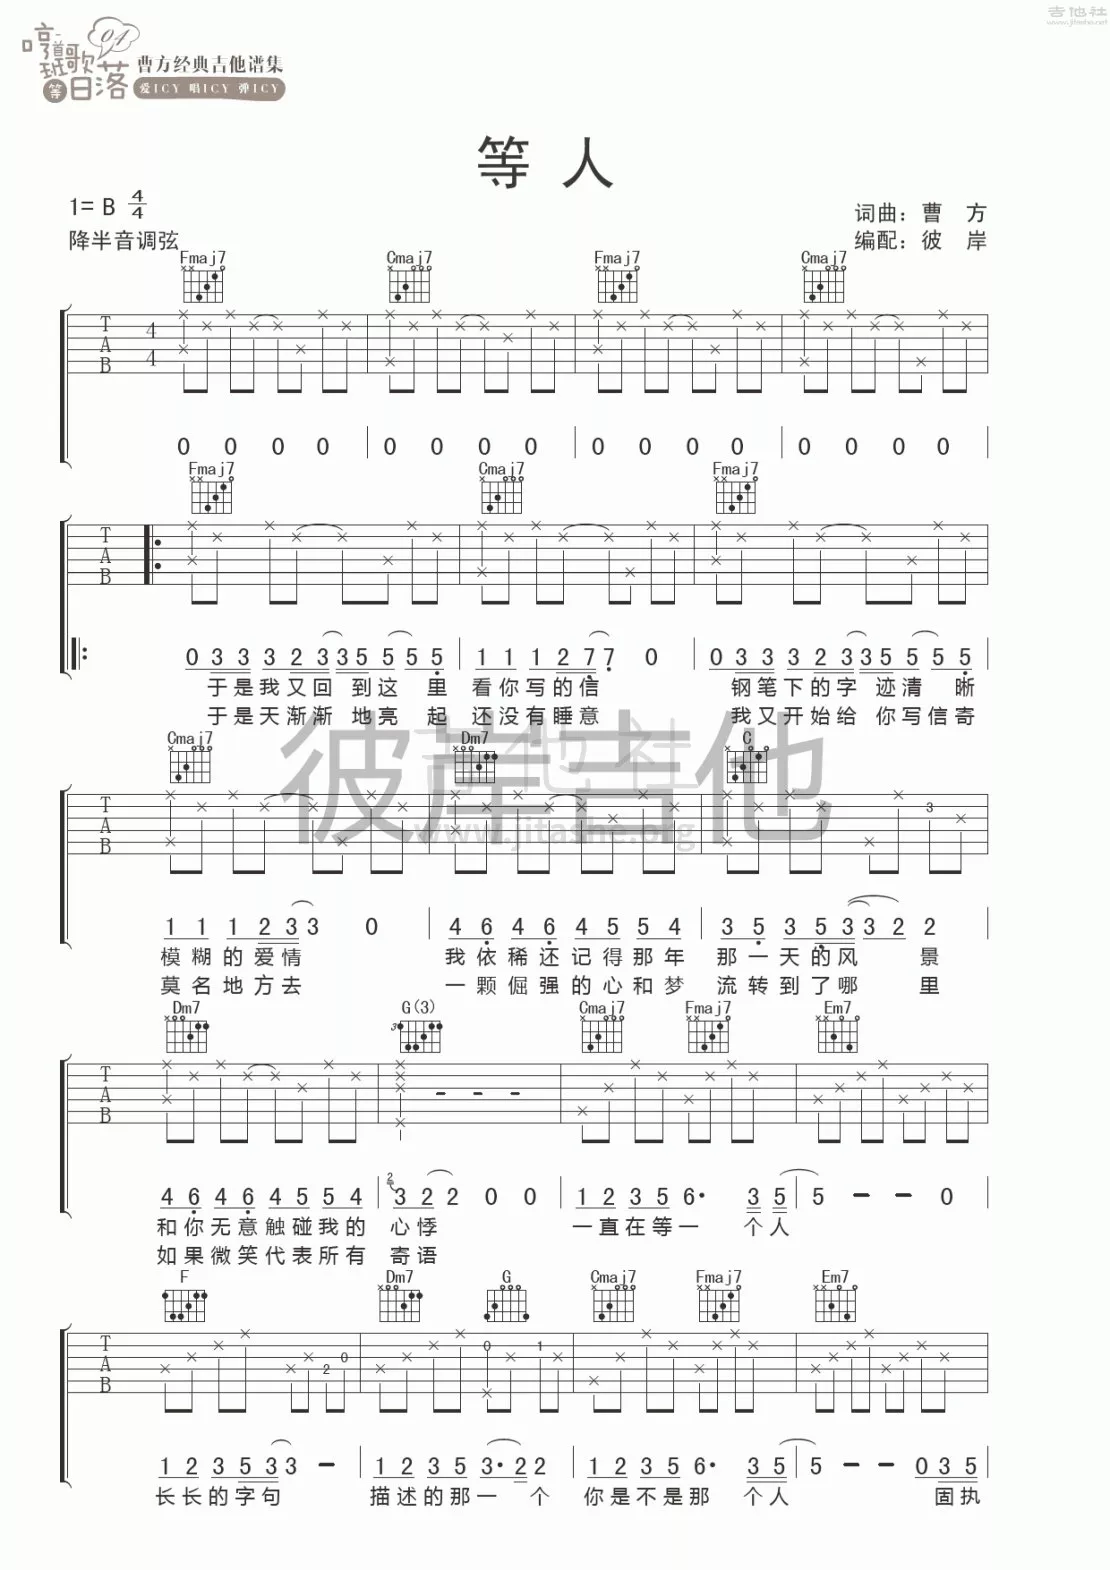 吉他社
www.jitashe.net
哼一首歌 04
等 班 日落
曹方经典吉他谱集
爱ICY 唱ICY 弹ICY
等 人
1= B 4/4
词曲：曹 方
降半音调弦
编配：彼 岸
Fmaj7 Cmaj7 Fmaj7 Cmaj7
T A B 4 4
0 0 0 0 0 0 0 0 0 0 0 0 0 0 0 0
Fmaj7 Cmaj7 Fmaj7
T A B
0 3 3 3 2 3 3 5 5 5 5 5 1 1 1 2 7 7 0 0 3 3 3 2 3 3 5 5 5 5 5
于是我又回 到这 里 看你写的信 钢笔下的字 迹清 晰
于是天渐渐 地亮 起 还没有睡意 我又开始给 你写信寄
Cmaj7 Dm7 C
T A B 3
1 1 1 2 3 3 0 4 6 4 6 4 5 5 4 3 5 3 5 3 3 2 2
模糊的爱情 我依稀还记得那年 那一天的风 景
莫名地方去 一颗倔强的心和梦 流转到了哪 里
彼岸吉他
吉他社
www.jitashe.org
Dm7 G(3) Cmaj7 Fmaj7 Em7
T A B - - -
4 6 4 6 4 5 5 4 2 3 2 2 0 0 1 2 3 5 6· 3 5 5 - - 0
和你无意触碰我的 心悸 一直在等一 个人
如果微笑代表所有 寄语
F Dm7 G Cmaj7 Fmaj7 Em7
T A B 2 0 0 1
1 2 3 5 3 3 - 1 2 3 5 3· 2 2 1 2 3 5 6· 3 5 5 - - 0 3 5
长长的字句 描述的那一 个 你是不是那 个人 固执